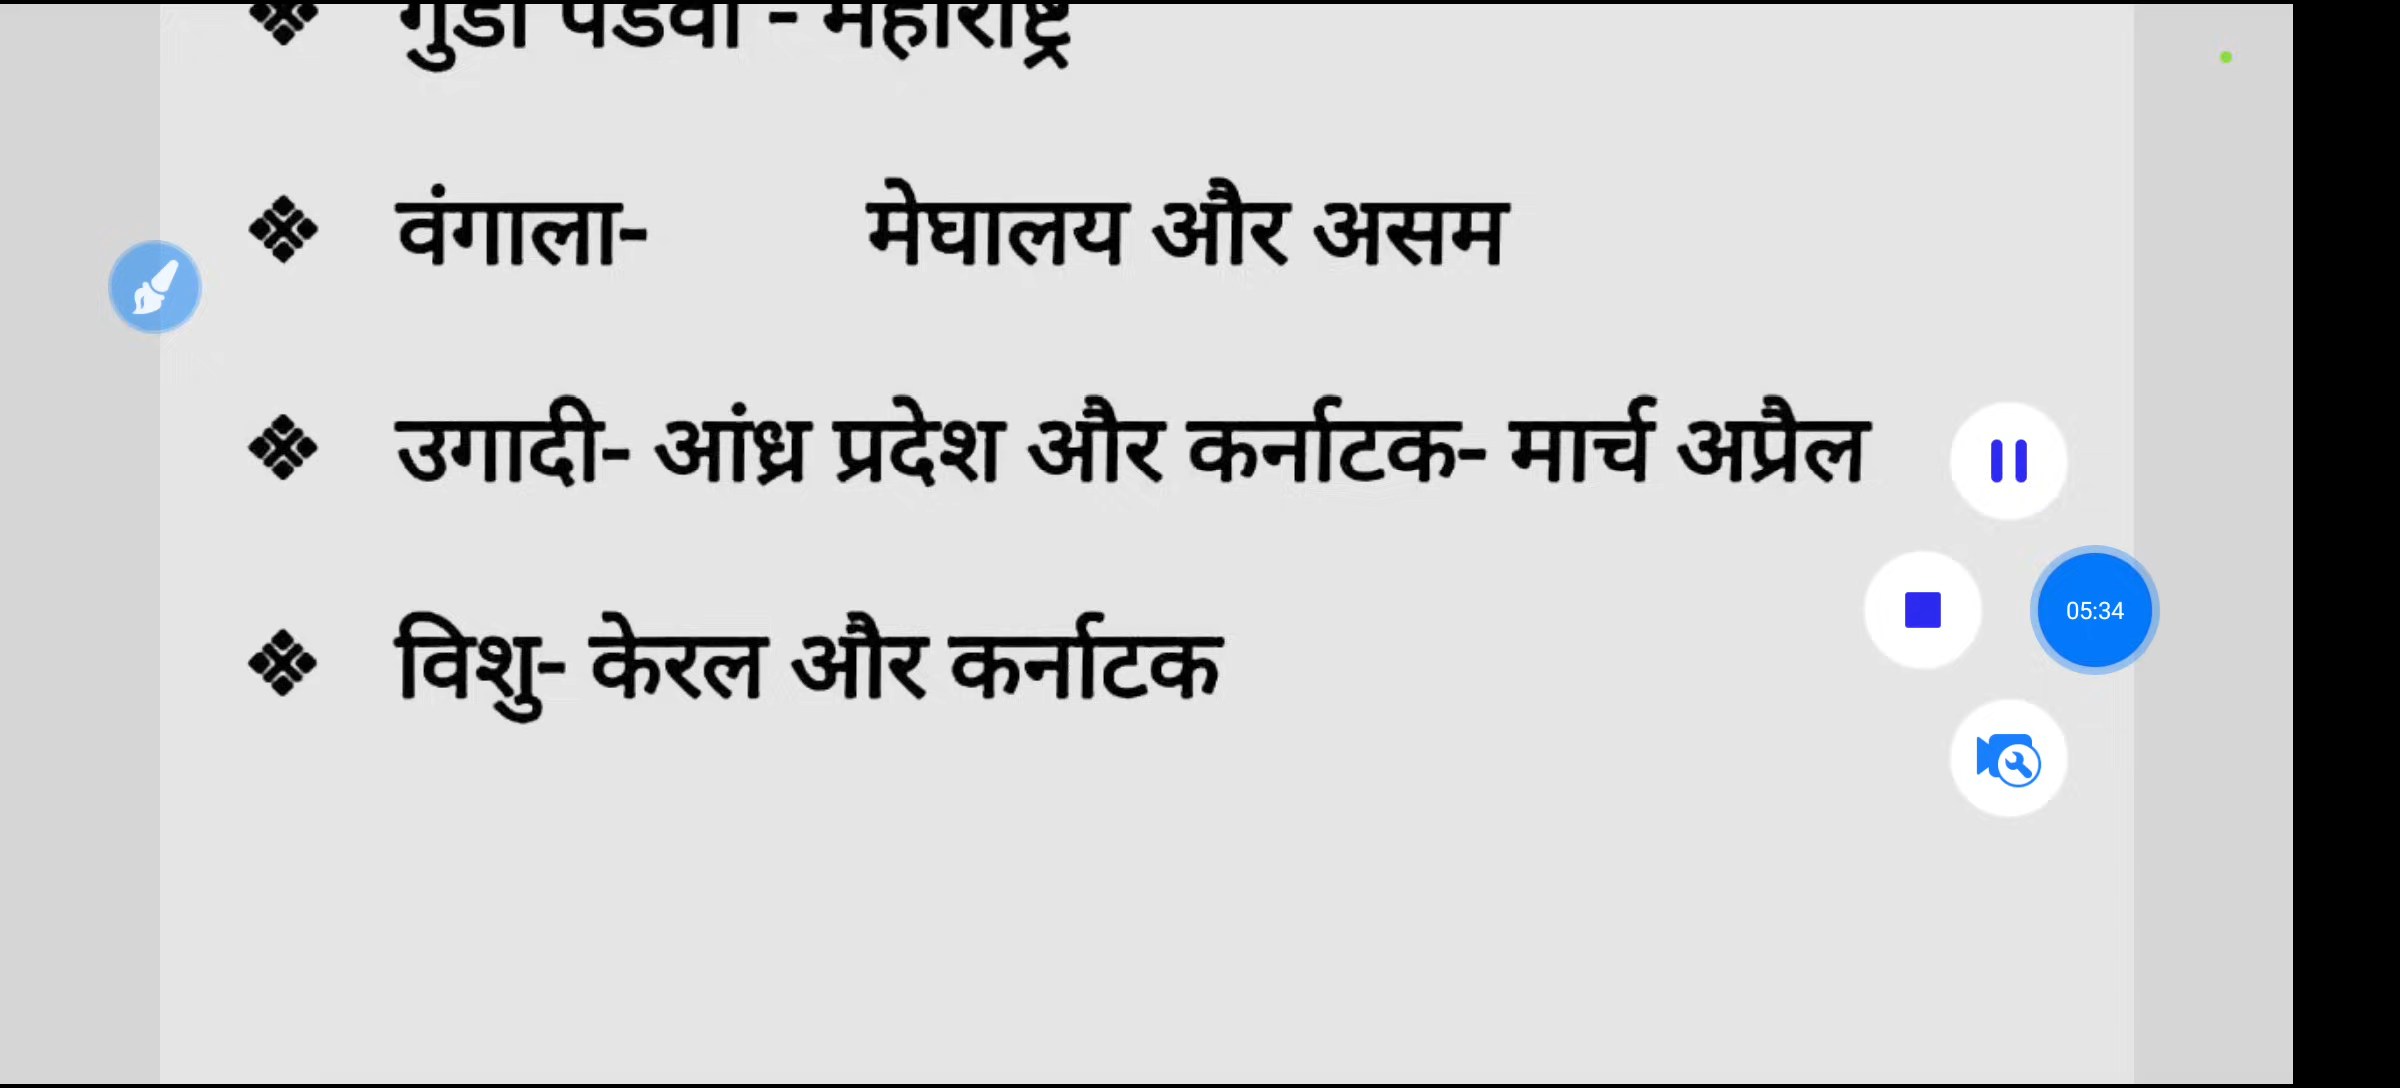 गुडी पडवा - महाराष्ट्र
वंगाला- मेघालय और असम
उगादी- आंध्र प्रदेश और कर्नाटक- मार्च अप्रैल
विशु- केरल और कर्नाटक
05:34